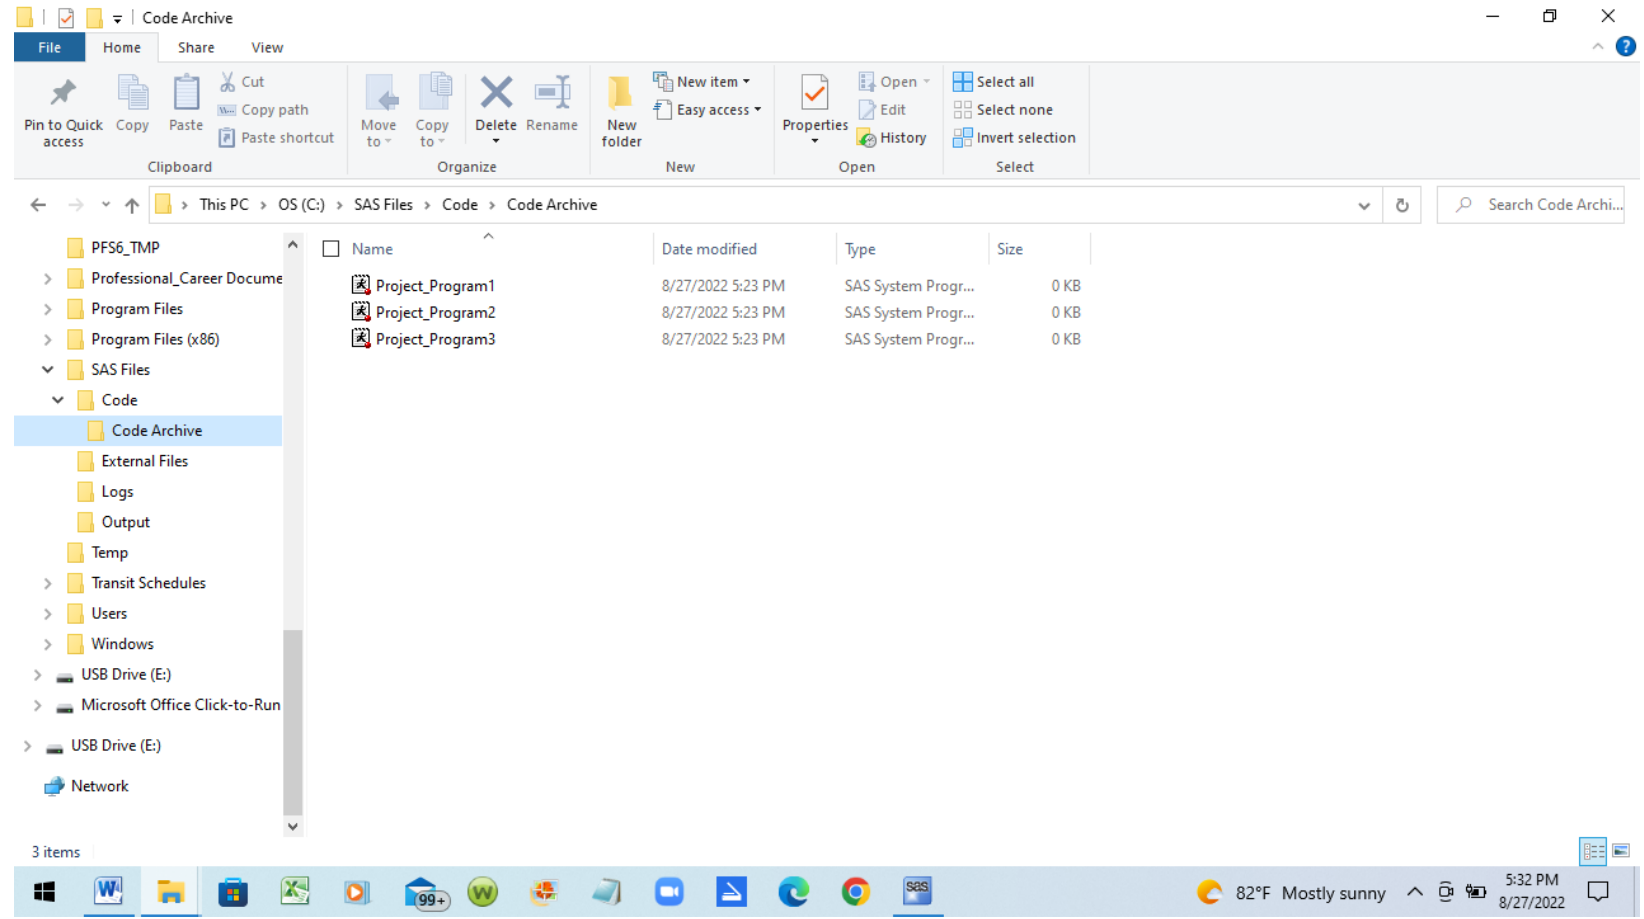 Code Archive
File Home Share View
Pin to Quick access
Copy
Paste
Cut
Copy path
Paste shortcut
Clipboard
Move to
Copy to
Delete
Rename
Organize
New folder
New item
Easy access
New
Properties
Open
Edit
History
Open
Select all
Select none
Invert selection
Select
This PC > OS (C:) > SAS Files > Code > Code Archive
Search Code Archi...
PFS6_TMP
Professional_Career Docume
Program Files
Program Files (x86)
SAS Files
Code
Code Archive
External Files
Logs
Output
Temp
Transit Schedules
Users
Windows
USB Drive (E:)
Microsoft Office Click-to-Run
USB Drive (E:)
Network
Name Date modified Type Size
Project_Program1 8/27/2022 5:23 PM SAS System Progr... 0 KB
Project_Program2 8/27/2022 5:23 PM SAS System Progr... 0 KB
Project_Program3 8/27/2022 5:23 PM SAS System Progr... 0 KB
3 items
99+
sas
82°F Mostly sunny
5:32 PM
8/27/2022